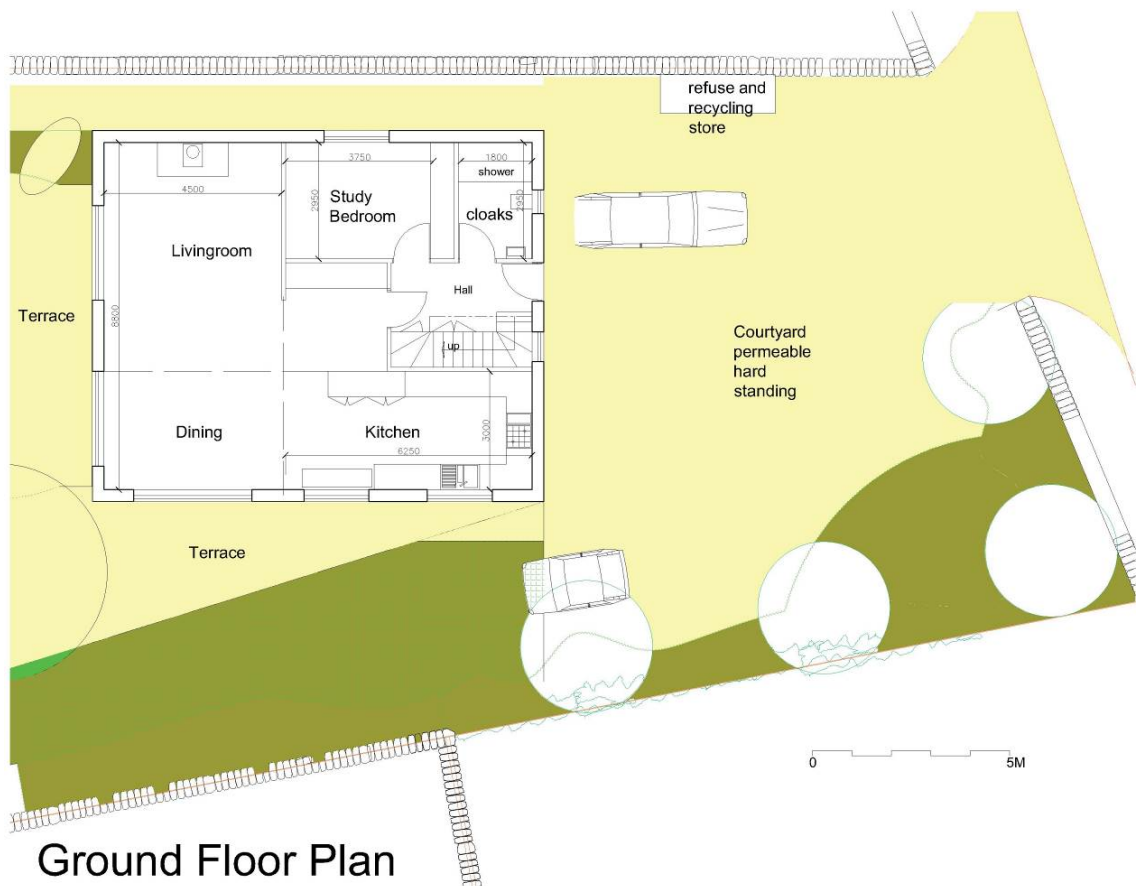 refuse and
recycling
store
3750
1800
shower
4500
Study
Bedroom
2950
cloaks
2950
Livingroom
Hall
Terrace
8800
Courtyard
permeable
hard
standing
up
Dining
Kitchen
3000
6250
Terrace
0
5M
Ground Floor Plan